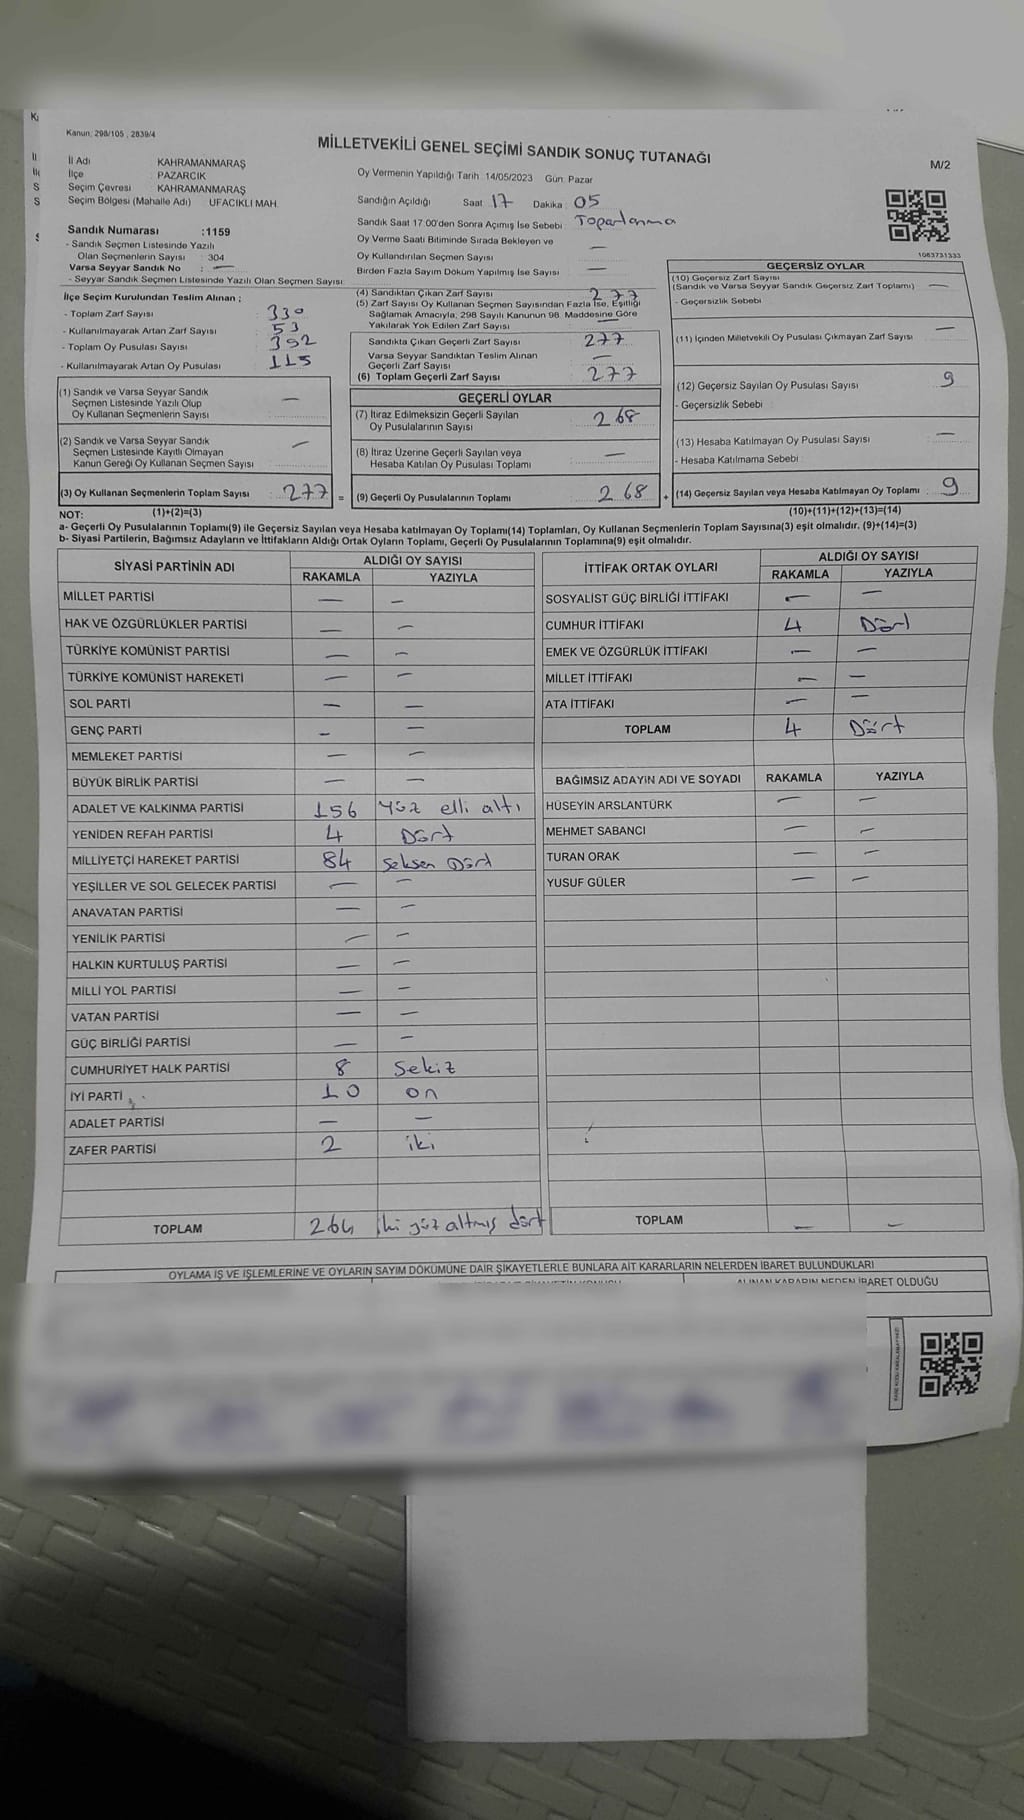 Kanun: 298/105 , 2839/4
MİLLETVEKİLİ GENEL SEÇİMİ SANDIK SONUÇ TUTANAĞI
M/2
İl Adı KAHRAMANMARAŞ
İlçe PAZARCIK
Seçim Çevresi KAHRAMANMARAŞ
Seçim Bölgesi (Mahalle Adı) UFACIKLI MAH.
Oy Vermenin Yapıldığı Tarih: 14/05/2023 Gün: Pazar
Sandığın Açıldığı Saat 17 Dakika: 05
Sandık Saat 17:00'den Sonra Açımış İse Sebebi: Toparlanma
Oy Verme Saati Bitiminde Sırada Bekleyen ve
Oy Kullandırılan Seçmen Sayısı —
Birden Fazla Sayım Döküm Yapılmış İse Sayısı —
1083731333
Sandık Numarası :1159
- Sandık Seçmen Listesinde Yazılı
Olan Seçmenlerin Sayısı : 304
Varsa Seyyar Sandık No : —
- Seyyar Sandık Seçmen Listesinde Yazılı Olan Seçmen Sayısı:
İlçe Seçim Kurulundan Teslim Alınan ;
- Toplam Zarf Sayısı : 330
- Kullanılmayarak Artan Zarf Sayısı : 53
- Toplam Oy Pusulası Sayısı : 392
- Kullanılmayarak Artan Oy Pusulası : 115
(1) Sandık ve Varsa Seyyar Sandık
Seçmen Listesinde Yazılı Olup
Oy Kullanan Seçmenlerin Sayısı —
(2) Sandık ve Varsa Seyyar Sandık
Seçmen Listesinde Kayıtlı Olmayan
Kanun Gereği Oy Kullanan Seçmen Sayısı —
(3) Oy Kullanan Seçmenlerin Toplam Sayısı : 277 =
(4) Sandıktan Çıkan Zarf Sayısı 277
(5) Zarf Sayısı Oy Kullanan Seçmen Sayısından Fazla İse, Eşitliği
Sağlamak Amacıyla, 298 Sayılı Kanunun 98. Maddesine Göre
Yakılarak Yok Edilen Zarf Sayısı —
Sandıkta Çıkan Geçerli Zarf Sayısı : 277
Varsa Seyyar Sandıktan Teslim Alınan
Geçerli Zarf Sayısı —
(6) Toplam Geçerli Zarf Sayısı 277
GEÇERLİ OYLAR
(7) İtiraz Edilmeksizin Geçerli Sayılan
Oy Pusulalarının Sayısı 268
(8) İtiraz Üzerine Geçerli Sayılan veya
Hesaba Katılan Oy Pusulası Toplamı —
(9) Geçerli Oy Pusulalarının Toplamı : 268 +
GEÇERSİZ OYLAR
(10) Geçersiz Zarf Sayısı
(Sandık ve Varsa Seyyar Sandık Geçersiz Zarf Toplamı) —
- Geçersizlik Sebebi :
(11) İçinden Milletvekili Oy Pusulası Çıkmayan Zarf Sayısı —
(12) Geçersiz Sayılan Oy Pusulası Sayısı 9
- Geçersizlik Sebebi :
(13) Hesaba Katılmayan Oy Pusulası Sayısı —
- Hesaba Katılmama Sebebi :
(14) Geçersiz Sayılan veya Hesaba Katılmayan Oy Toplamı : 9
NOT: (1)+(2)=(3)
(10)+(11)+(12)+(13)=(14)
a- Geçerli Oy Pusulalarının Toplamı(9) ile Geçersiz Sayılan veya Hesaba katılmayan Oy Toplamı(14) Toplamları, Oy Kullanan Seçmenlerin Toplam Sayısına(3) eşit olmalıdır. (9)+(14)=(3)
b- Siyasi Partilerin, Bağımsız Adayların ve İttifakların Aldığı Ortak Oyların Toplamı, Geçerli Oy Pusulalarının Toplamına(9) eşit olmalıdır.
SİYASİ PARTİNİN ADI ALDIĞI OY SAYISI
RAKAMLA YAZIYLA
MİLLET PARTİSİ — —
HAK VE ÖZGÜRLÜKLER PARTİSİ — —
TÜRKİYE KOMÜNİST PARTİSİ — —
TÜRKİYE KOMÜNİST HAREKETİ — —
SOL PARTİ — —
GENÇ PARTİ — —
MEMLEKET PARTİSİ — —
BÜYÜK BİRLİK PARTİSİ — —
ADALET VE KALKINMA PARTİSİ 156 Yüz elli altı
YENİDEN REFAH PARTİSİ 4 Dört
MİLLİYETÇİ HAREKET PARTİSİ 84 Seksen Dört
YEŞİLLER VE SOL GELECEK PARTİSİ — —
ANAVATAN PARTİSİ — —
YENİLİK PARTİSİ — —
HALKIN KURTULUŞ PARTİSİ — —
MİLLİ YOL PARTİSİ — —
VATAN PARTİSİ — —
GÜÇ BİRLİĞİ PARTİSİ — —
CUMHURİYET HALK PARTİSİ 8 Sekiz
İYİ PARTİ 10 on
ADALET PARTİSİ — —
ZAFER PARTİSİ 2 iki
TOPLAM 264 iki yüz altmış dört
İTTİFAK ORTAK OYLARI ALDIĞI OY SAYISI
RAKAMLA YAZIYLA
SOSYALİST GÜÇ BİRLİĞİ İTTİFAKI — —
CUMHUR İTTİFAKI 4 Dört
EMEK VE ÖZGÜRLÜK İTTİFAKI — —
MİLLET İTTİFAKI — —
ATA İTTİFAKI — —
TOPLAM 4 Dört
BAĞIMSIZ ADAYIN ADI VE SOYADI RAKAMLA YAZIYLA
HÜSEYİN ARSLANTÜRK — —
MEHMET SABANCI — —
TURAN ORAK — —
YUSUF GÜLER — —
TOPLAM — —
OYLAMA İŞ VE İŞLEMLERİNE VE OYLARIN SAYIM DÖKÜMÜNE DAİR ŞİKAYETLERLE BUNLARA AİT KARARLARIN NELERDEN İBARET BULUNDUKLARI
ALINAN KARARIN NEDEN İBARET OLDUĞU